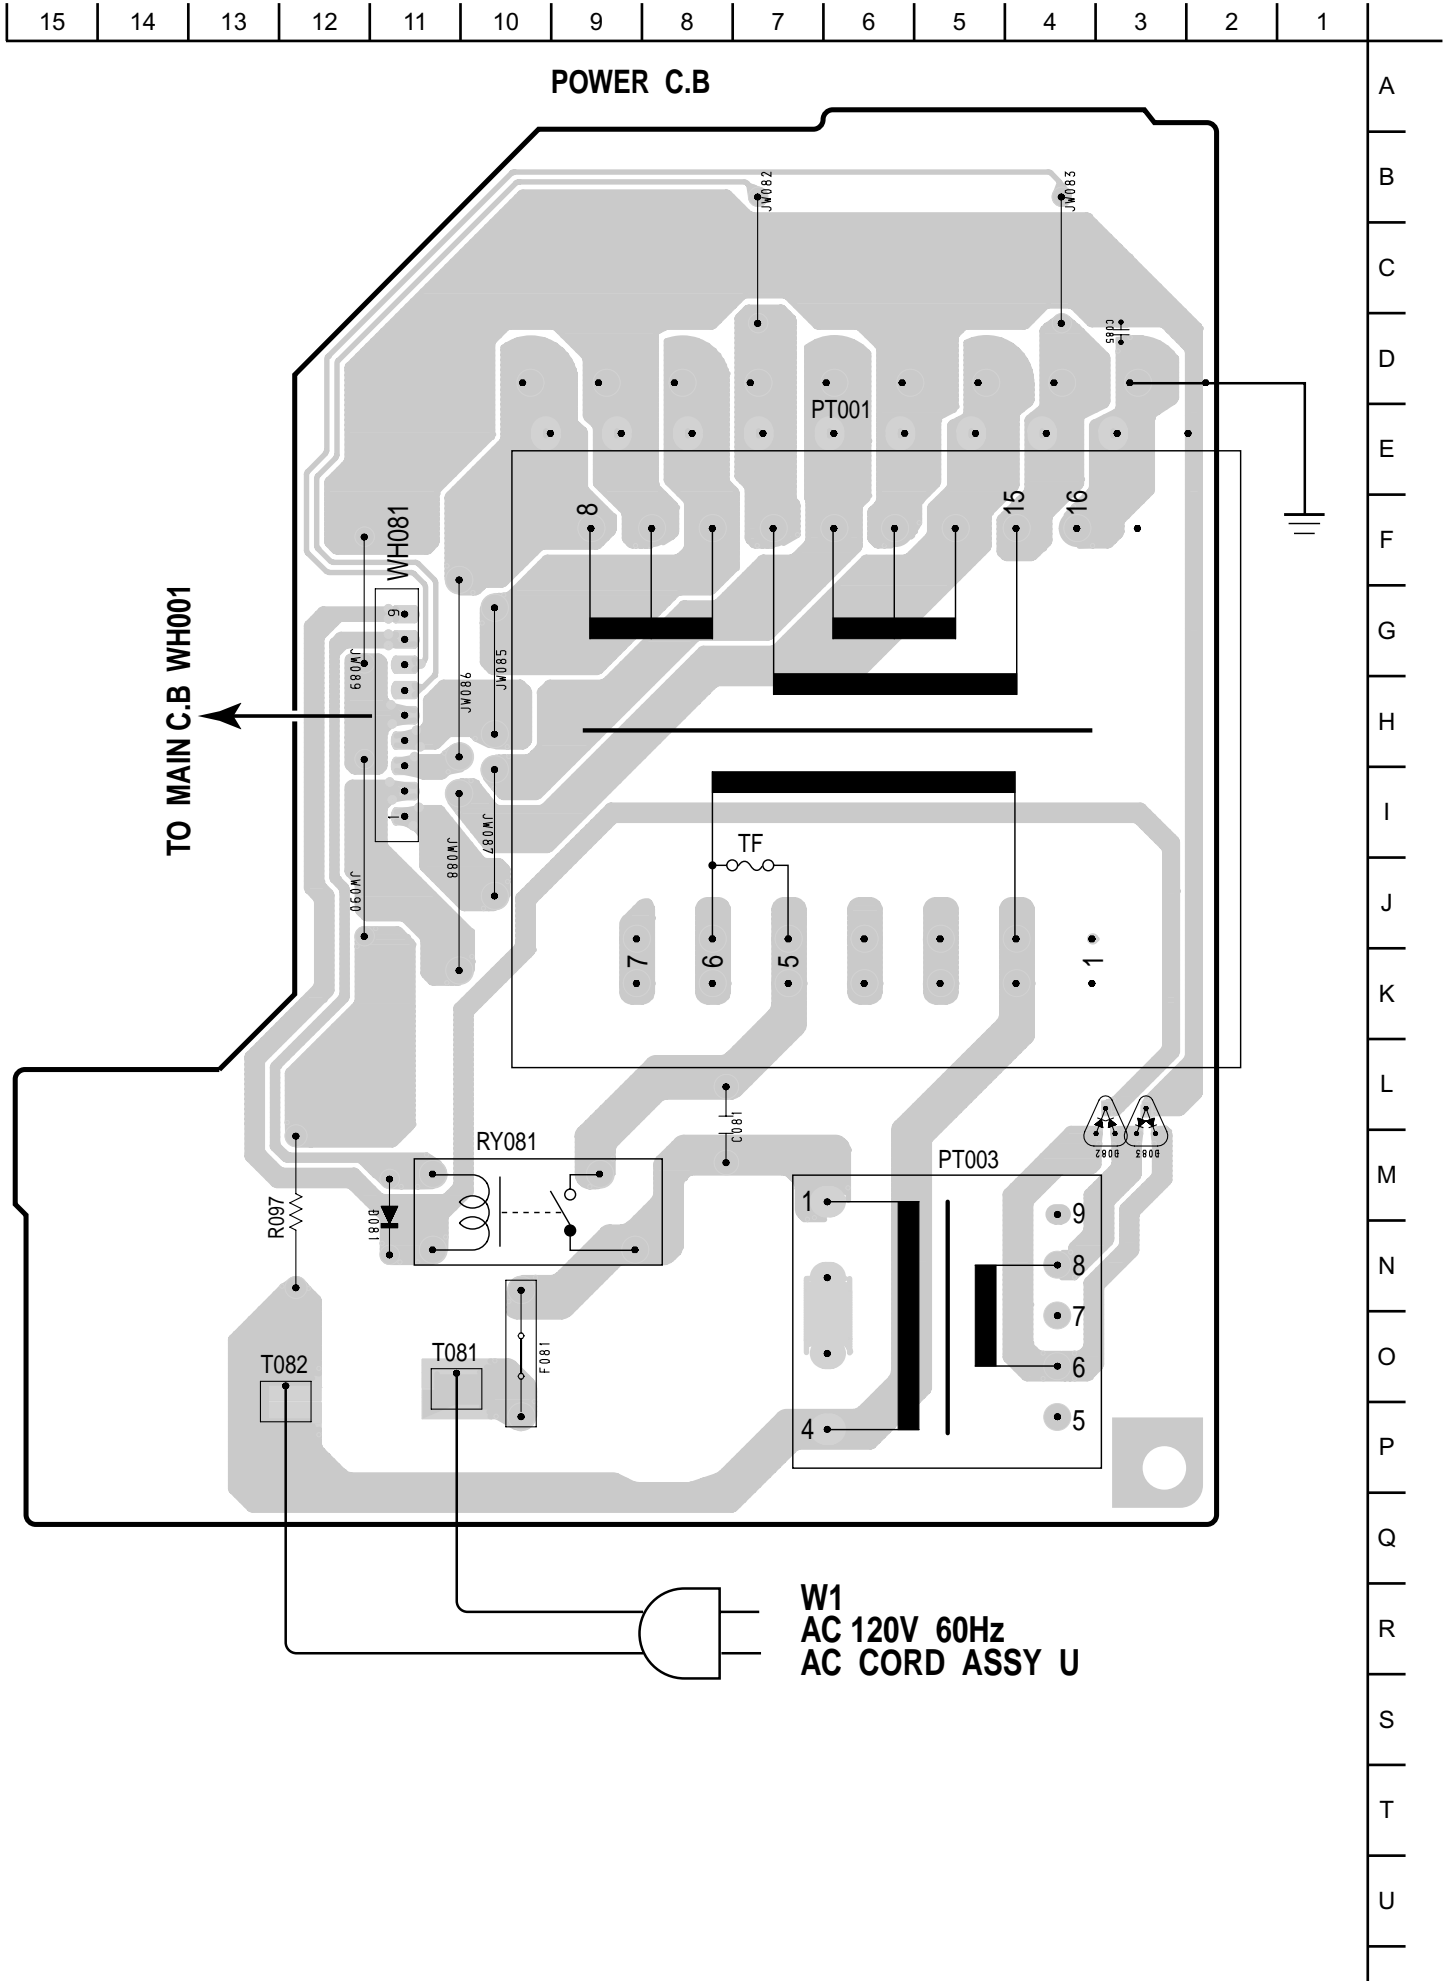 15 14 13 12 11 10 9 8 7 6 5 4 3 2 1
POWER C.B
A
B
JW082
JW083
C
C085
D
PT001
E
8
15
16
WH081
F
9
G
JW089
JW086
JW085
TO MAIN C.B WH001
H
1
I
JW088
JW087
TF
JW090
J
7
6
5
1
K
L
C081
RY081
D082
D083
PT003
M
R097
D081
1
9
8
N
7
T082
T081
F081
6
O
4
5
P
Q
W1
AC 120V 60Hz
AC CORD ASSY U
R
S
T
U